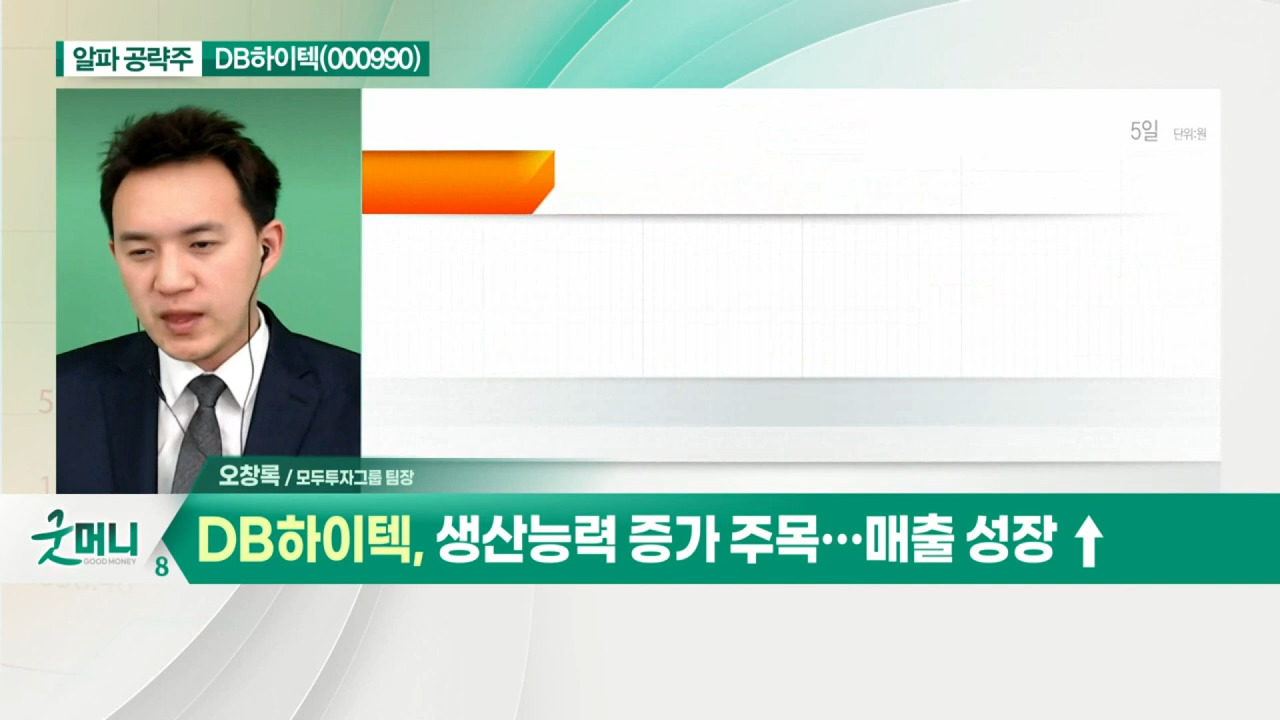 알파 공략주 DB하이텍(000990)
5일 단위:원
5
1
오창록 / 모두투자그룹 팀장
굿머니
GOOD MONEY
8
DB하이텍, 생산능력 증가 주목…매출 성장 ↑